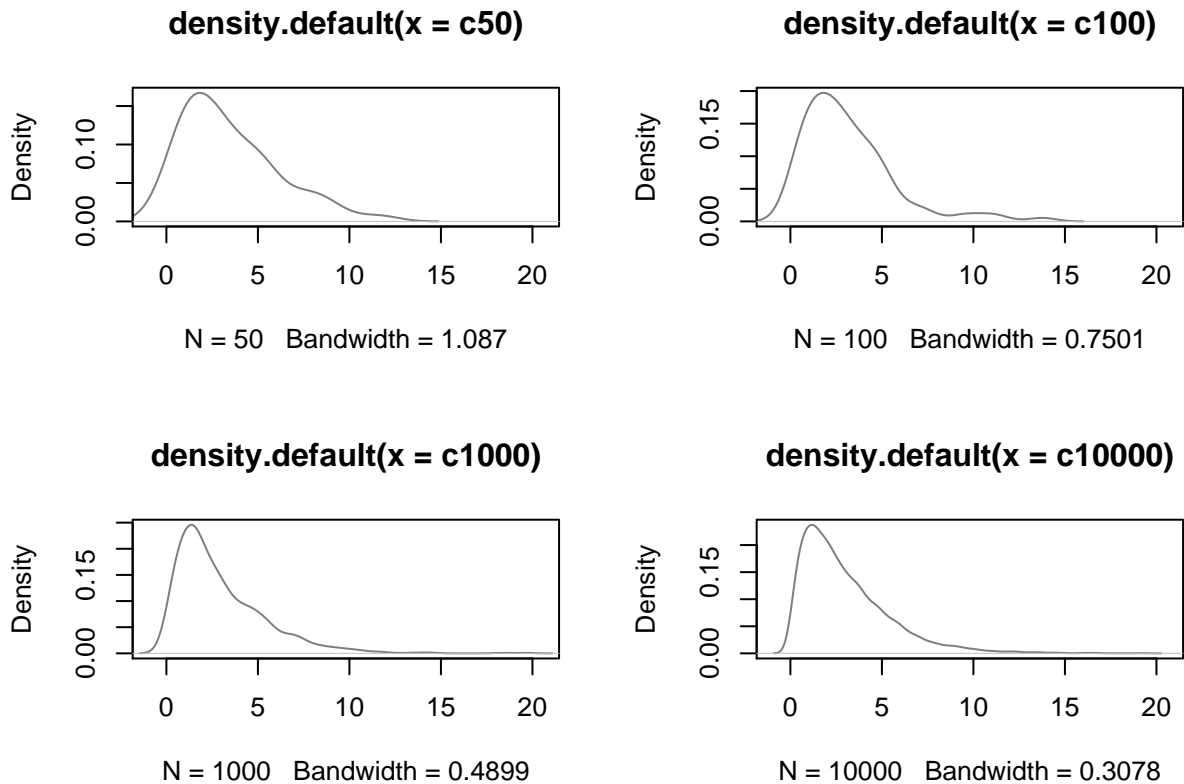 density.default(x = c50)
Density
0.00
0.10
0 5 10 15 20
N = 50 Bandwidth = 1.087
density.default(x = c100)
Density
0.00
0.15
0 5 10 15 20
N = 100 Bandwidth = 0.7501
density.default(x = c1000)
Density
0.00
0.15
0 5 10 15 20
N = 1000 Bandwidth = 0.4899
density.default(x = c10000)
Density
0.00
0.15
0 5 10 15 20
N = 10000 Bandwidth = 0.3078